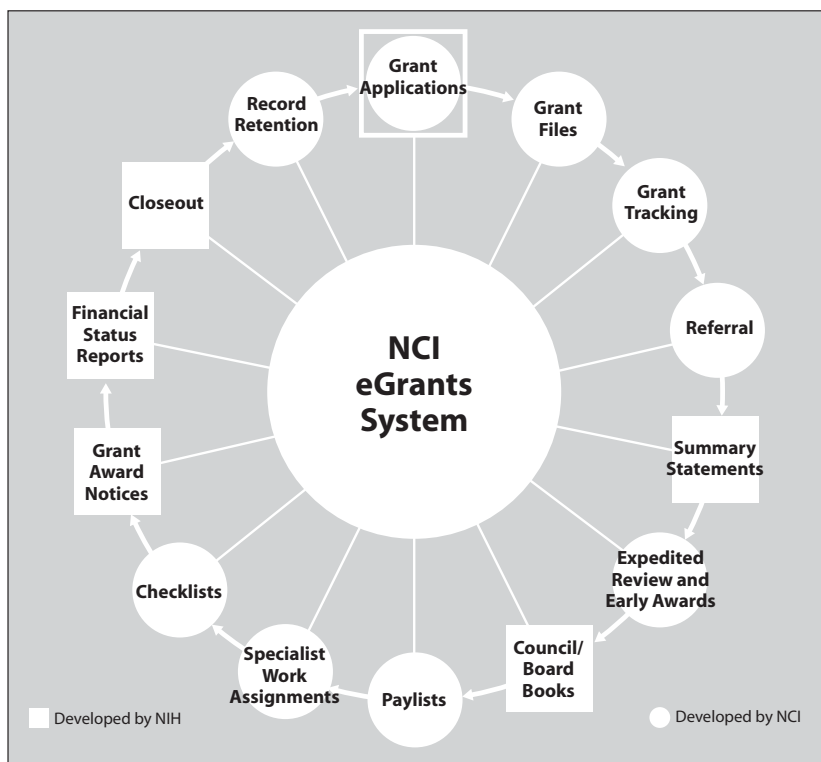 Grant
Applications
Grant
Files
Grant
Tracking
Referral
Summary
Statements
Expedited
Review and
Early Awards
Council/
Board
Books
Paylists
Specialist
Work
Assignments
Checklists
Grant
Award
Notices
Financial
Status
Reports
Closeout
Record
Retention
NCI
eGrants
System
Developed by NIH
Developed by NCI